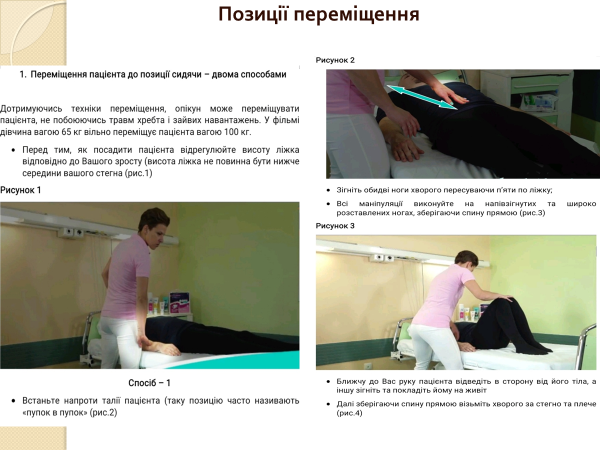 Позиції переміщення
1. Переміщення пацієнта до позиції сидячи – двома способами
Дотримуючись техніки переміщення, опікун може переміщувати
пацієнта, не побоюючись травм хребта і зайвих навантажень. У фільмі
дівчина вагою 65 кг вільно переміщує пацієнта вагою 100 кг.
• Перед тим, як посадити пацієнта відрегулюйте висоту ліжка
відповідно до Вашого зросту (висота ліжка не повинна бути нижче
середини вашого стегна (рис.1)
Рисунок 1
Спосіб – 1
• Встаньте напроти талії пацієнта (таку позицію часто називають
«пупок в пупок» (рис.2)
Рисунок 2
• Зігніть обидві ноги хворого пересуваючи п’яти по ліжку;
• Всі маніпуляції виконуйте на напівзігнутих та широко
розставлених ногах, зберігаючи спину прямою (рис.3)
Рисунок 3
• Ближчу до Вас руку пацієнта відведіть в сторону від його тіла, а
іншу зігніть та покладіть йому на живіт
• Далі зберігаючи спину прямою візьміть хворого за стегно та плече
(рис.4)